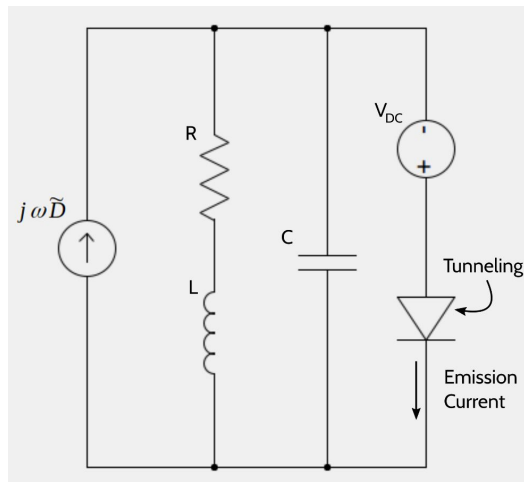 V_DC
-
+
R
jωD̃
C
L
Tunneling
Emission
Current